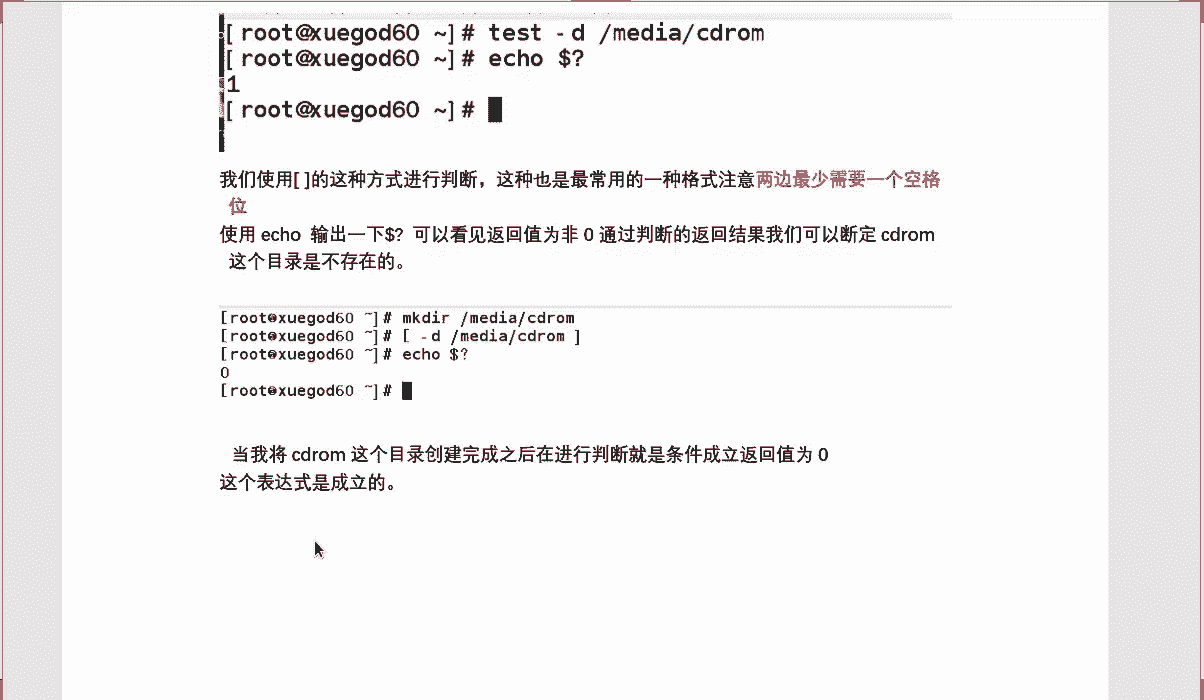 [ root@xuegod60 ~] # test -d /media/cdrom
[ root@xuegod60 ~] # echo $?
1
[ root@xuegod60 ~] #
我们使用[ ]的这种方式进行判断，这种也是最常用的一种格式注意两边最少需要一个空格
位
使用 echo 输出一下$? 可以看见返回值为非 0 通过判断的返回结果我们可以断定 cdrom
这个目录是不存在的。
[root@xuegod60 ~]# mkdir /media/cdrom
[root@xuegod60 ~]# [ -d /media/cdrom ]
[root@xuegod60 ~]# echo $?
0
[root@xuegod60 ~]#
当我将 cdrom 这个目录创建完成之后在进行判断就是条件成立返回值为 0
这个表达式是成立的。